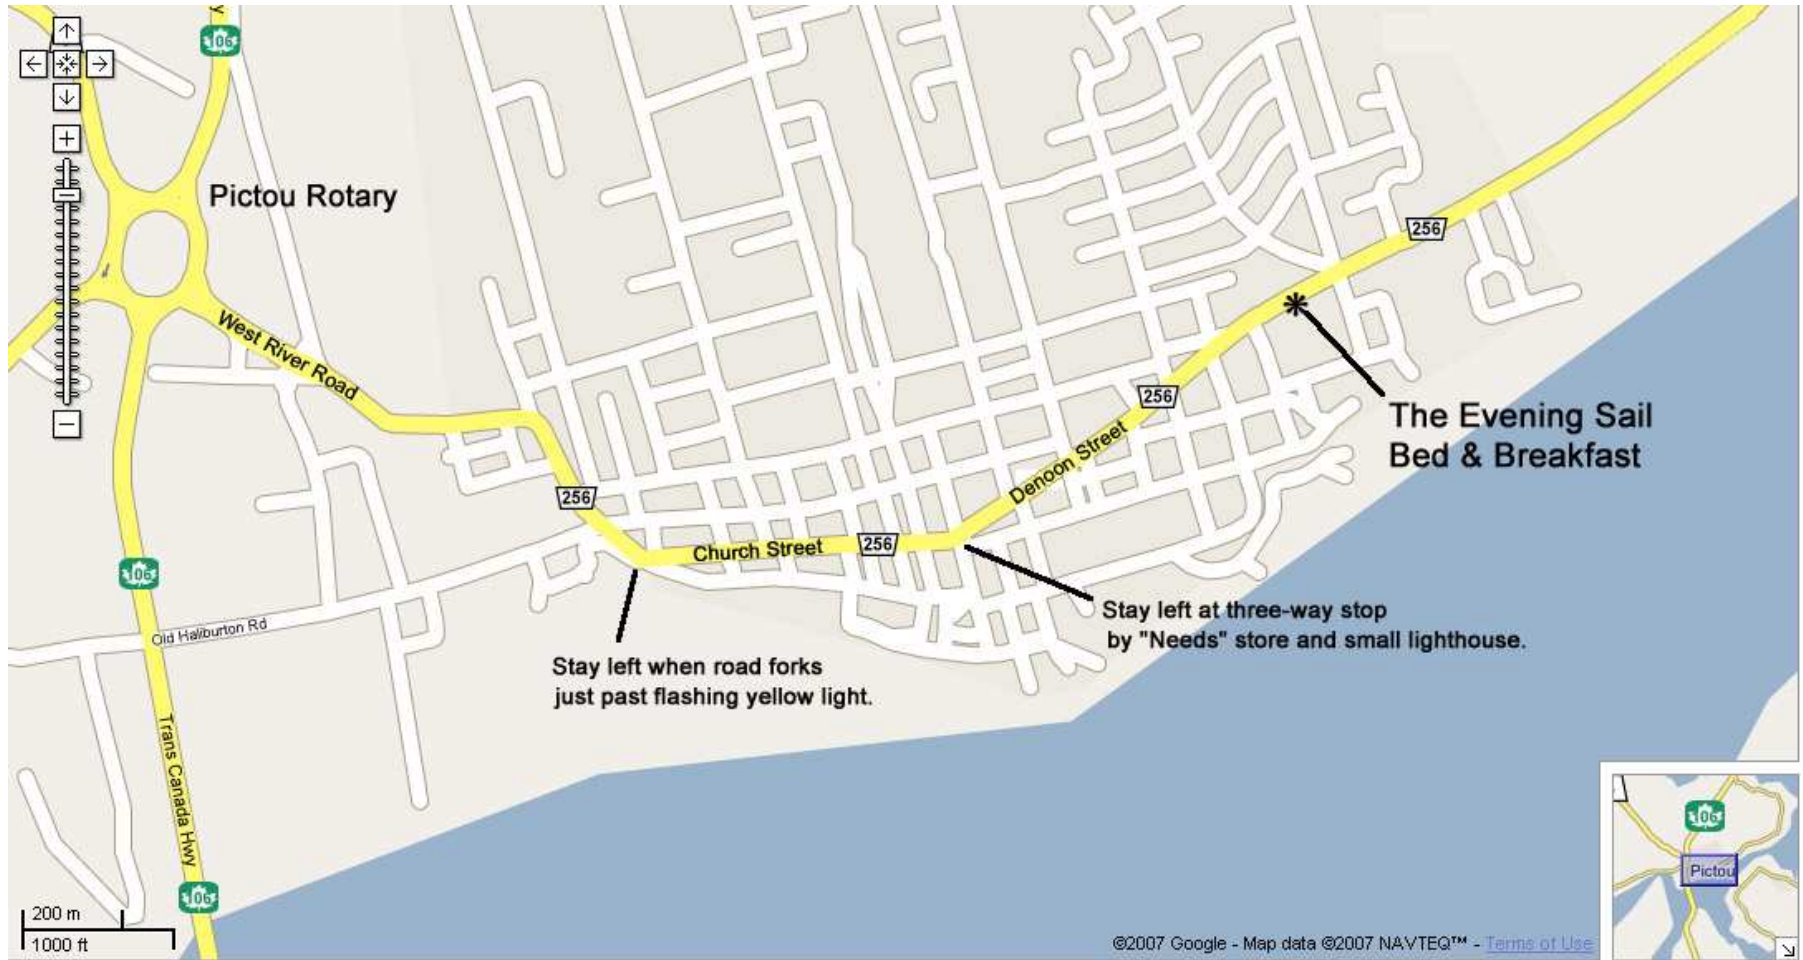 106
Pictou Rotary
256
West River Road
The Evening Sail
Bed & Breakfast
256
Denoon Street
256
Church Street
256
106
Stay left at three-way stop
by "Needs" store and small lighthouse.
Old Haliburton Rd
Stay left when road forks
just past flashing yellow light.
Trans Canada Hwy
106
Pictou
106
200 m
1000 ft
©2007 Google - Map data ©2007 NAVTEQ™ - Terms of Use